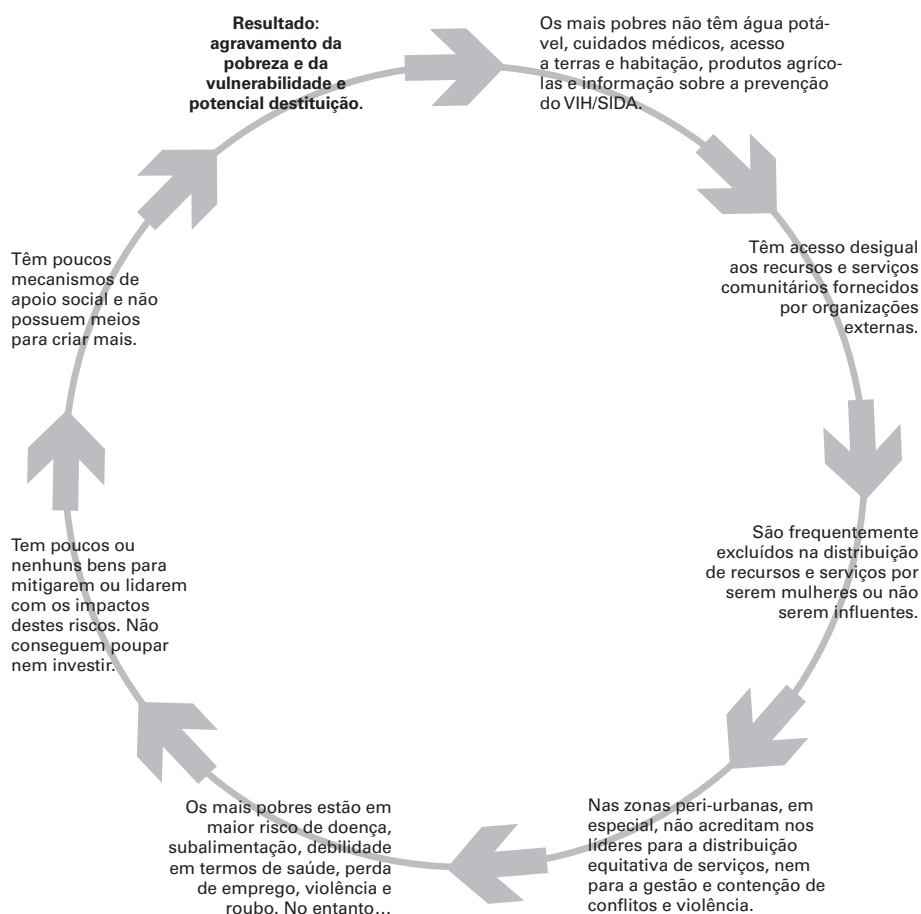 Resultado:
agravamento da
pobreza e da
vulnerabilidade e
potencial destituição.
Os mais pobres não têm água potá-
vel, cuidados médicos, acesso
a terras e habitação, produtos agríco-
las e informação sobre a prevenção
do VIH/SIDA.
Têm acesso desigual
aos recursos e serviços
comunitários fornecidos
por organizações
externas.
São frequentemente
excluídos na distribuição
de recursos e serviços por
serem mulheres ou não
serem influentes.
Nas zonas peri-urbanas, em
especial, não acreditam nos
líderes para a distribuição
equitativa de serviços, nem
para a gestão e contenção de
conflitos e violência.
Os mais pobres estão em
maior risco de doença,
subalimentação, debilidade
em termos de saúde, perda
de emprego, violência e
roubo. No entanto…
Tem poucos ou
nenhuns bens para
mitigarem ou lidarem
com os impactos
destes riscos. Não
conseguem poupar
nem investir.
Têm poucos
mecanismos de
apoio social e não
possuem meios
para criar mais.